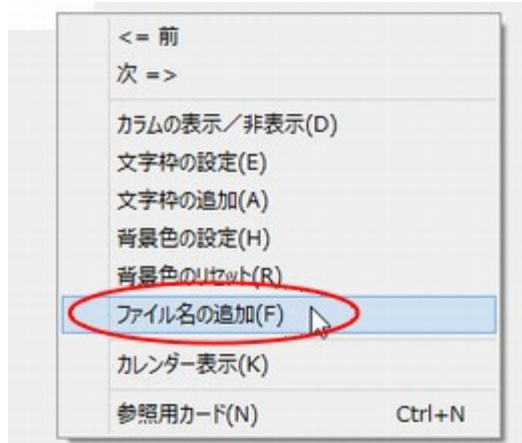 <= 前
次 =>
カラムの表示／非表示(D)
文字枠の設定(E)
文字枠の追加(A)
背景色の設定(H)
背景色のリセット(R)
ファイル名の追加(F)
カレンダー表示(K)
参照用カード(N) Ctrl+N